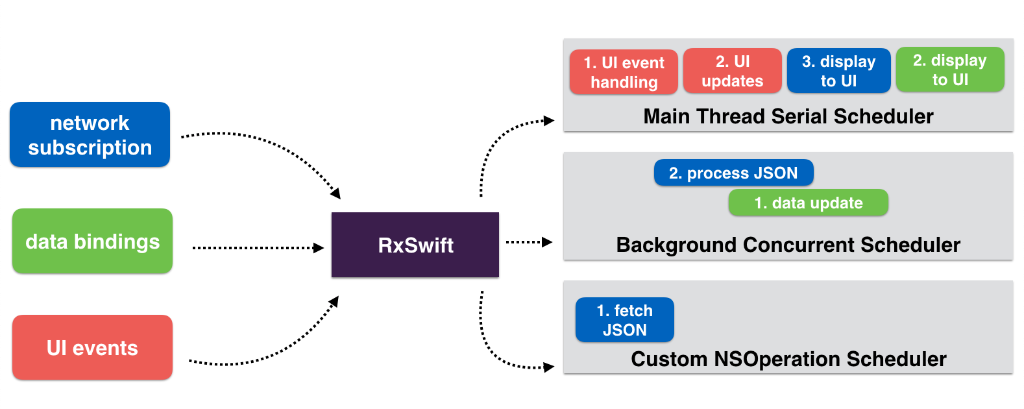 network
subscription
data bindings
UI events
RxSwift
1. UI event
handling
2. UI
updates
3. display
to UI
2. display
to UI
Main Thread Serial Scheduler
2. process JSON
1. data update
Background Concurrent Scheduler
1. fetch
JSON
Custom NSOperation Scheduler